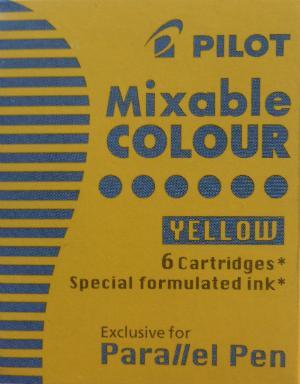 PILOT
Mixable
COLOUR
YELLOW
6 Cartridges*
Special formulated ink*
Exclusive for
Parallel Pen